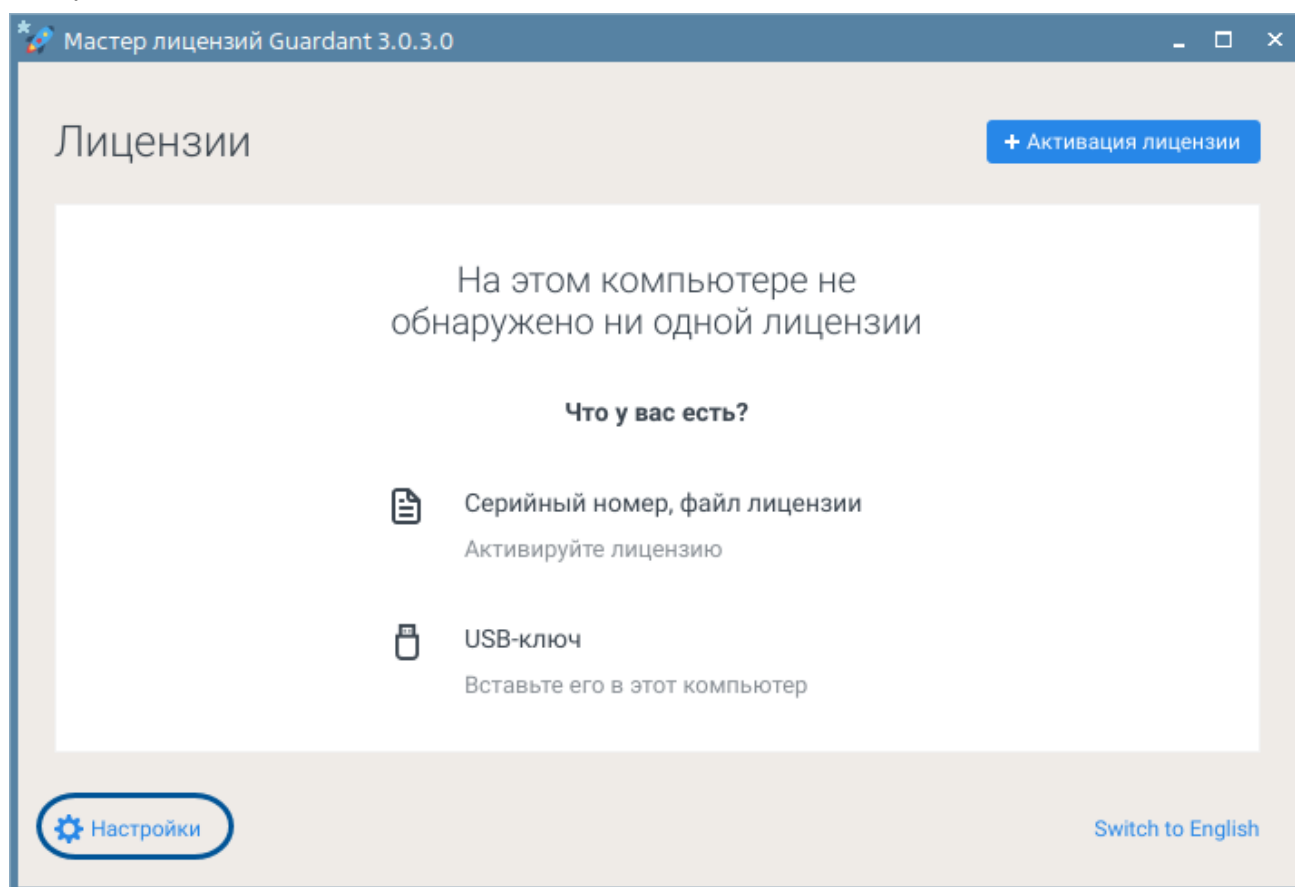 Мастер лицензий Guardant 3.0.3.0
Лицензии
+ Активация лицензии
На этом компьютере не
обнаружено ни одной лицензии
Что у вас есть?
Серийный номер, файл лицензии
Активируйте лицензию
USB-ключ
Вставьте его в этот компьютер
Настройки
Switch to English